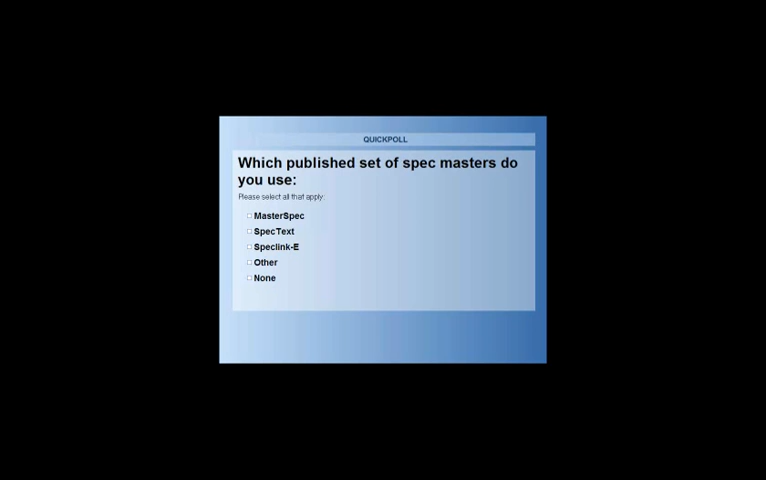 QUICKPOLL
Which published set of spec masters do
you use:
Please select all that apply:
MasterSpec
SpecText
Speclink-E
Other
None